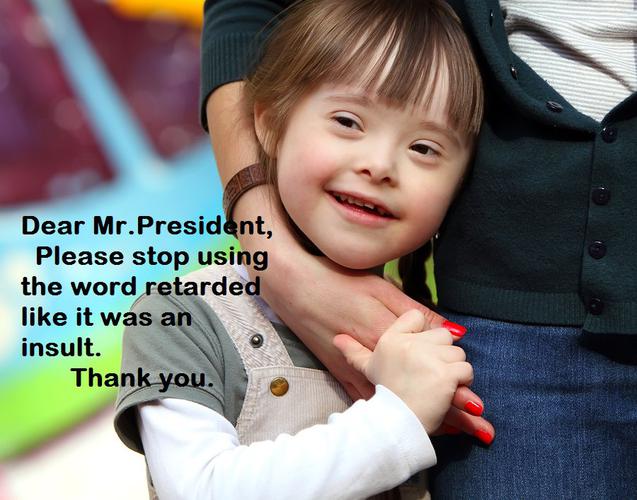 Dear Mr.President,
Please stop using
the word retarded
like it was an
insult.
Thank you.